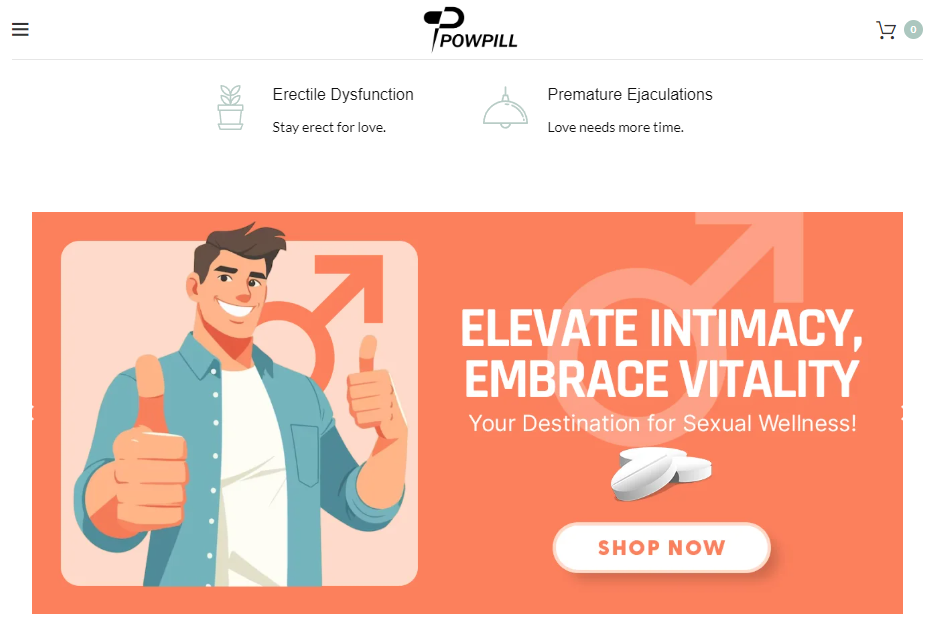 POWPILL
0
Erectile Dysfunction
Stay erect for love.
Premature Ejaculations
Love needs more time.
ELEVATE INTIMACY,
EMBRACE VITALITY
Your Destination for Sexual Wellness!
SHOP NOW